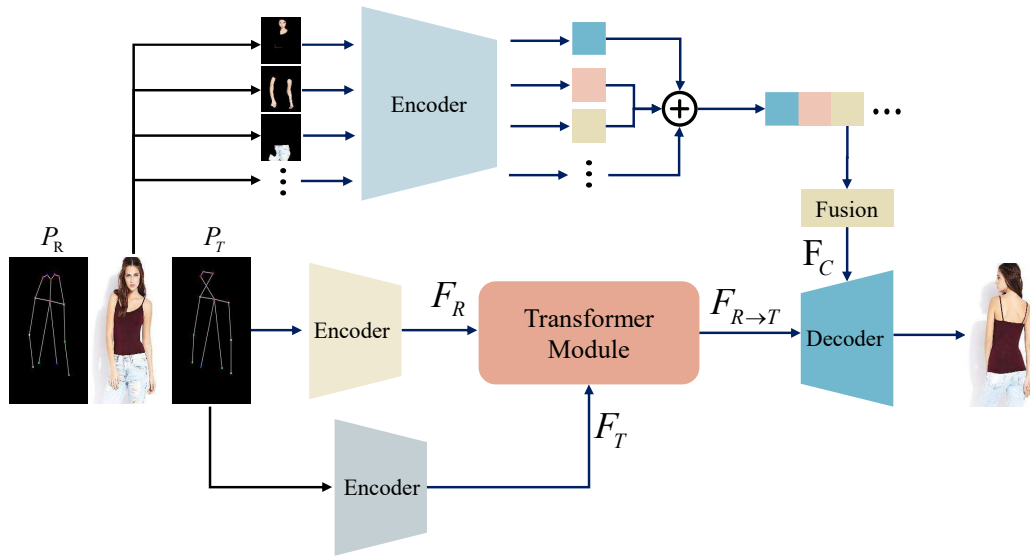 Encoder
Fusion
P_R
P_T
F_C
Encoder
F_R
Transformer
Module
F_{R→T}
Decoder
F_T
Encoder